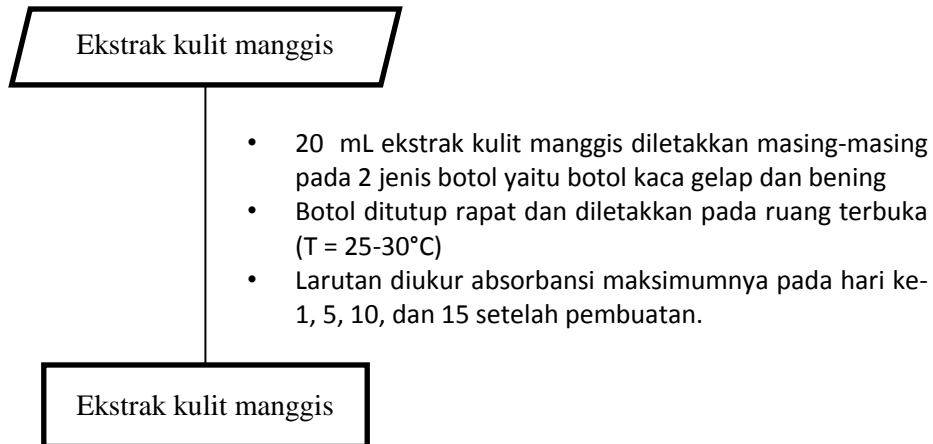 Ekstrak kulit manggis
• 20 mL ekstrak kulit manggis diletakkan masing-masing
pada 2 jenis botol yaitu botol kaca gelap dan bening
• Botol ditutup rapat dan diletakkan pada ruang terbuka
(T = 25-30°C)
• Larutan diukur absorbansi maksimumnya pada hari ke-
1, 5, 10, dan 15 setelah pembuatan.
Ekstrak kulit manggis